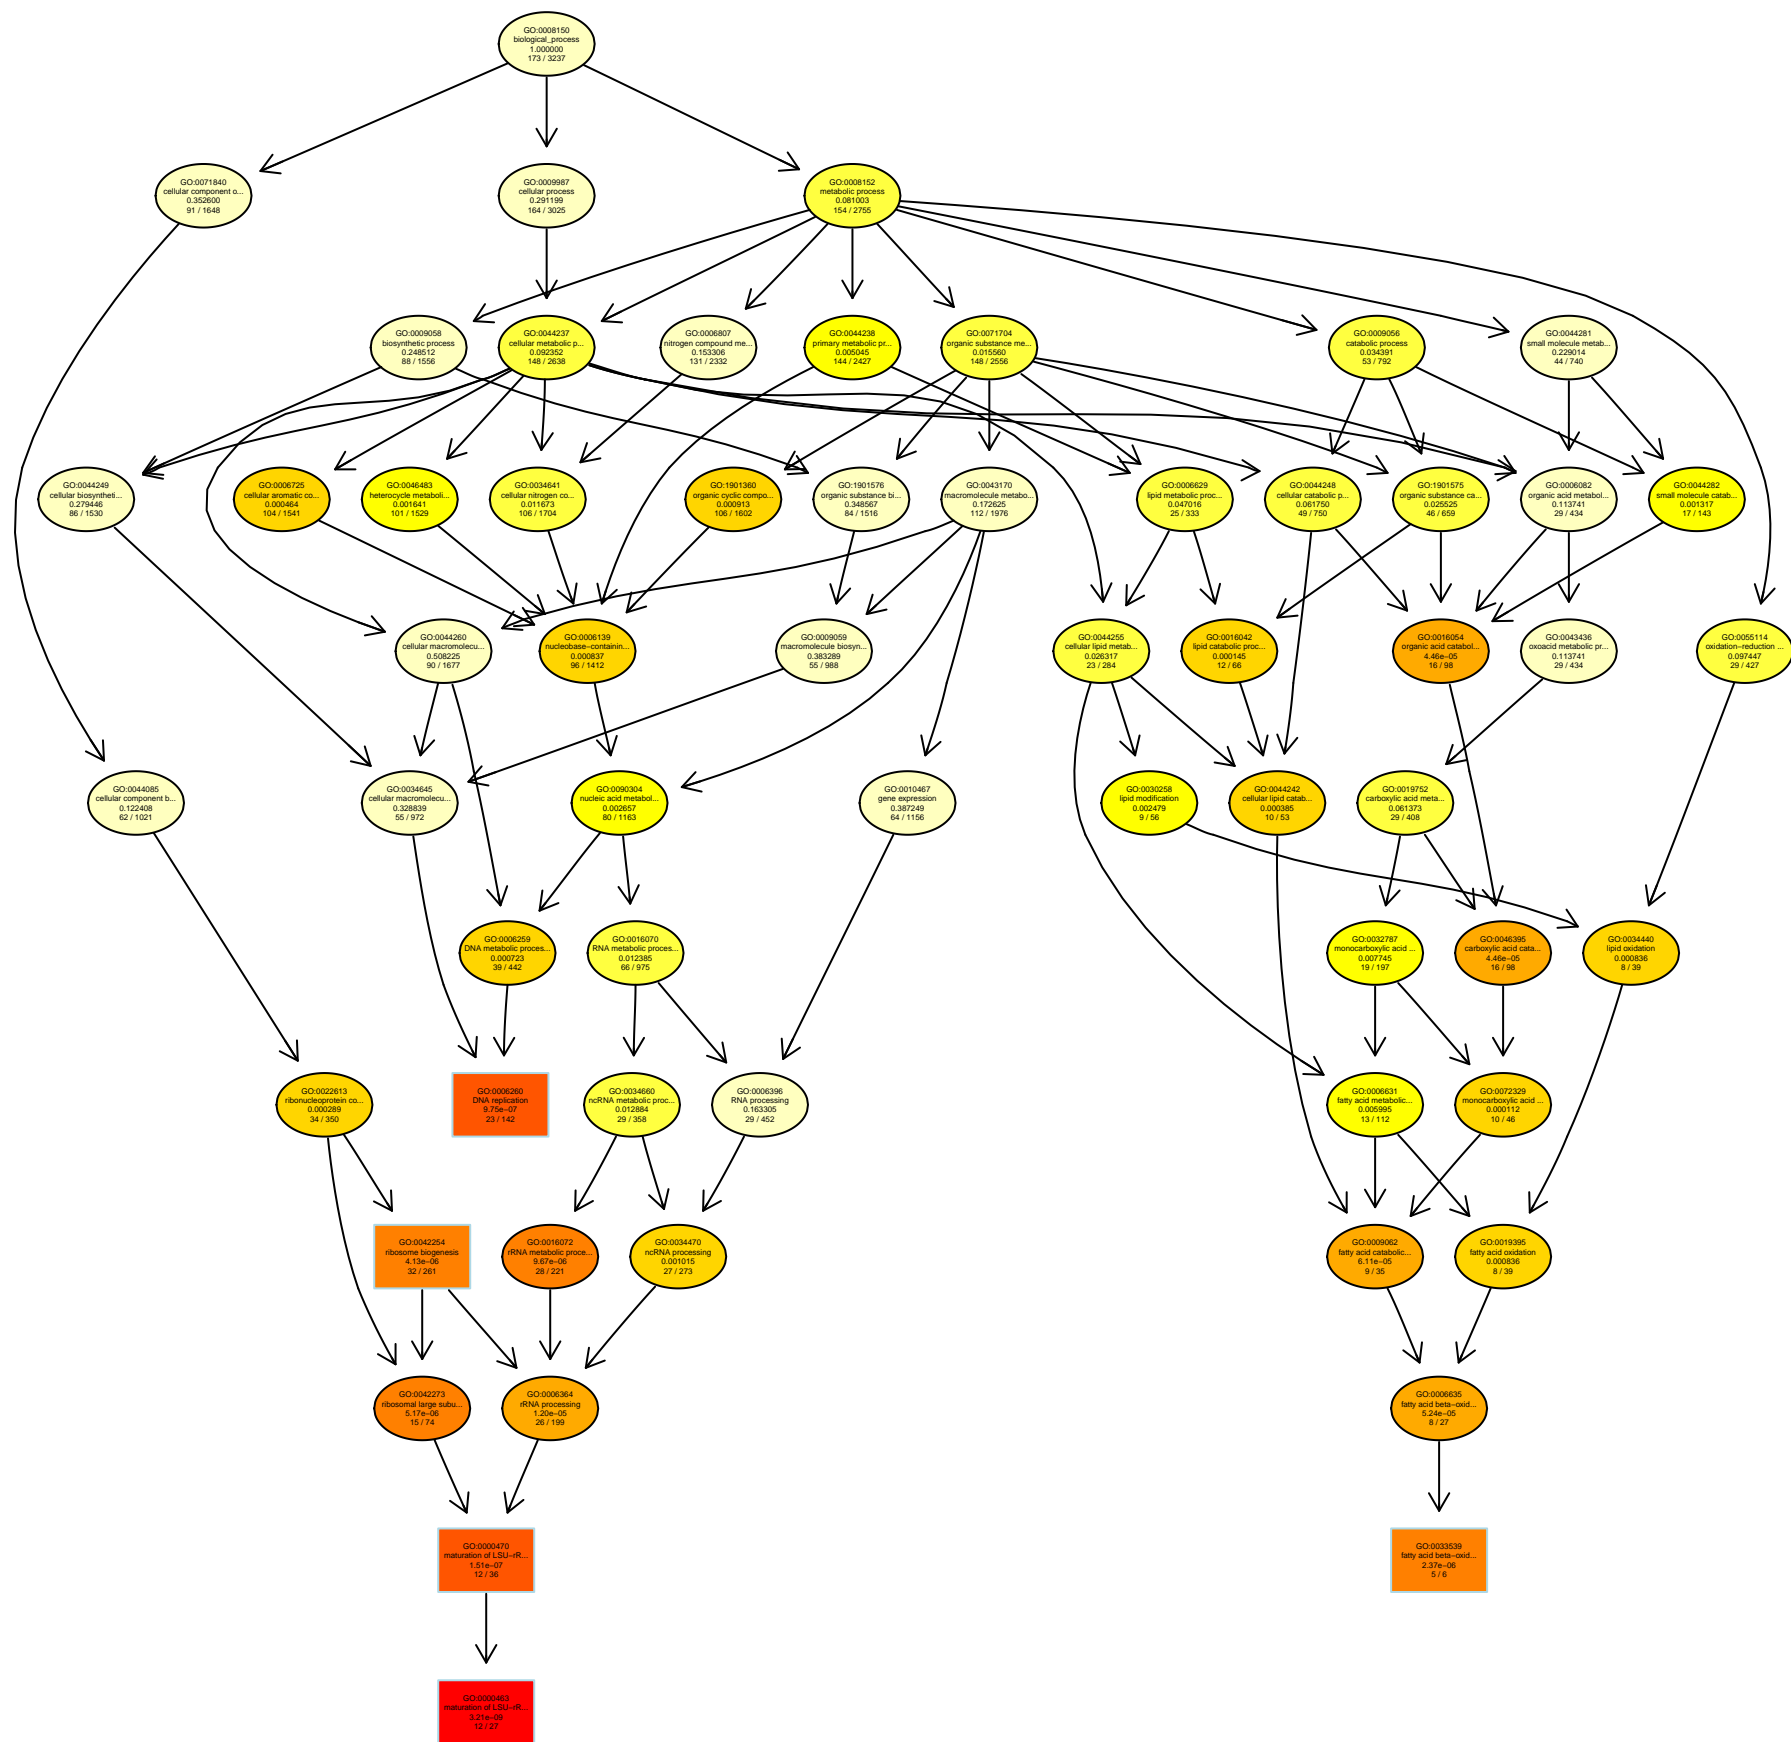 GO:0008150
biological_process
1.000000
173 / 3237
GO:0071840
cellular component o...
0.352600
91 / 1648
GO:0009987
cellular process
0.291199
164 / 3025
GO:0008152
metabolic process
0.081003
154 / 2755
GO:0009058
biosynthetic process
0.248512
88 / 1556
GO:0044237
cellular metabolic p...
0.092352
148 / 2638
GO:0006807
nitrogen compound me...
0.153306
131 / 2332
GO:0044238
primary metabolic pr...
0.005045
144 / 2427
GO:0071704
organic substance me...
0.015560
148 / 2556
GO:0009056
catabolic process
0.034391
53 / 792
GO:0044281
small molecule metab...
0.229014
44 / 740
GO:0044249
cellular biosyntheti...
0.279446
86 / 1530
GO:0006725
cellular aromatic co...
0.000464
104 / 1541
GO:0046483
heterocycle metaboli...
0.001641
101 / 1529
GO:0034641
cellular nitrogen co...
0.011673
106 / 1704
GO:1901360
organic cyclic compo...
0.000913
106 / 1602
GO:1901576
organic substance bi...
0.348567
84 / 1516
GO:0043170
macromolecule metabo...
0.172625
112 / 1976
GO:0006629
lipid metabolic proc...
0.047016
25 / 333
GO:0044248
cellular catabolic p...
0.061750
49 / 750
GO:1901575
organic substance ca...
0.025525
46 / 659
GO:0006082
organic acid metabol...
0.113741
29 / 434
GO:0044282
small molecule catab...
0.001317
17 / 143
GO:0044260
cellular macromolecu...
0.508225
90 / 1677
GO:0006139
nucleobase−containin...
0.000837
96 / 1412
GO:0009059
macromolecule biosyn...
0.383289
55 / 988
GO:0044255
cellular lipid metab...
0.026317
23 / 284
GO:0016042
lipid catabolic proc...
0.000145
12 / 66
GO:0016054
organic acid catabol...
4.46e−05
16 / 98
GO:0043436
oxoacid metabolic pr...
0.113741
29 / 434
GO:0055114
oxidation−reduction ...
0.097447
29 / 427
GO:0044085
cellular component b...
0.122408
62 / 1021
GO:0034645
cellular macromolecu...
0.328839
55 / 972
GO:0090304
nucleic acid metabol...
0.002657
80 / 1163
GO:0010467
gene expression
0.387249
64 / 1156
GO:0030258
lipid modification
0.002479
9 / 56
GO:0044242
cellular lipid catab...
0.000385
10 / 53
GO:0019752
carboxylic acid meta...
0.061373
29 / 408
GO:0006259
DNA metabolic proces...
0.000723
39 / 442
GO:0016070
RNA metabolic proces...
0.012385
66 / 975
GO:0032787
monocarboxylic acid ...
0.007745
19 / 197
GO:0046395
carboxylic acid cata...
4.46e−05
16 / 98
GO:0034440
lipid oxidation
0.000836
8 / 39
GO:0022613
ribonucleoprotein co...
0.000289
34 / 350
GO:0006260
DNA replication
9.75e−07
23 / 142
GO:0034660
ncRNA metabolic proc...
0.012884
29 / 358
GO:0006396
RNA processing
0.163305
29 / 452
GO:0006631
fatty acid metabolic...
0.005995
13 / 112
GO:0072329
monocarboxylic acid ...
0.000112
10 / 46
GO:0042254
ribosome biogenesis
4.13e−06
32 / 261
GO:0016072
rRNA metabolic proce...
9.67e−06
28 / 221
GO:0034470
ncRNA processing
0.001015
27 / 273
GO:0009062
fatty acid catabolic...
6.11e−05
9 / 35
GO:0019395
fatty acid oxidation
0.000836
8 / 39
GO:0042273
ribosomal large subu...
5.17e−06
15 / 74
GO:0006364
rRNA processing
1.20e−05
26 / 199
GO:0006635
fatty acid beta−oxid...
5.24e−05
8 / 27
GO:0000470
maturation of LSU−rR...
1.51e−07
12 / 36
GO:0033539
fatty acid beta−oxid...
2.37e−06
5 / 6
GO:0000463
maturation of LSU−rR...
3.21e−09
12 / 27